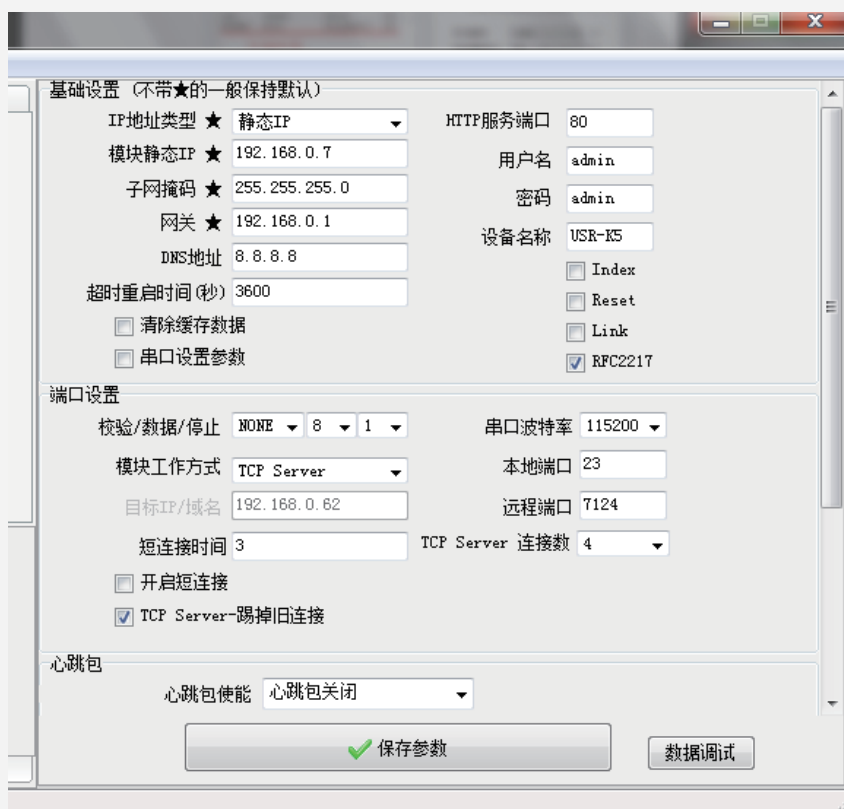 基础设置 (不带★的一般保持默认)
IP地址类型 ★ 静态IP
模块静态IP ★ 192.168.0.7
子网掩码 ★ 255.255.255.0
网关 ★ 192.168.0.1
DNS地址 8.8.8.8
超时重启时间(秒) 3600
清除缓存数据
串口设置参数
HTTP服务端口 80
用户名 admin
密码 admin
设备名称 USR-K5
Index
Reset
Link
RFC2217
端口设置
校验/数据/停止 NONE 8 1
串口波特率 115200
模块工作方式 TCP Server
本地端口 23
目标IP/域名 192.168.0.62
远程端口 7124
短连接时间 3
TCP Server 连接数 4
开启短连接
TCP Server-踢掉旧连接
心跳包
心跳包使能 心跳包关闭
保存参数
数据调试